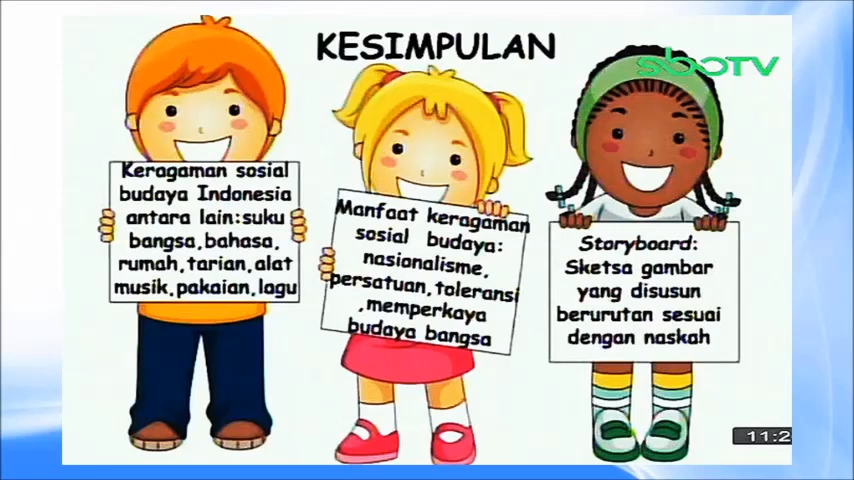 KESIMPULAN
sboTV
Keragaman sosial
budaya Indonesia
antara lain:suku
bangsa,bahasa,
rumah,tarian,alat
musik,pakaian,lagu
Manfaat keragaman
sosial budaya:
nasionalisme,
persatuan,toleransi
,memperkaya
budaya bangsa
Storyboard:
Sketsa gambar
yang disusun
berurutan sesuai
dengan naskah
11:2